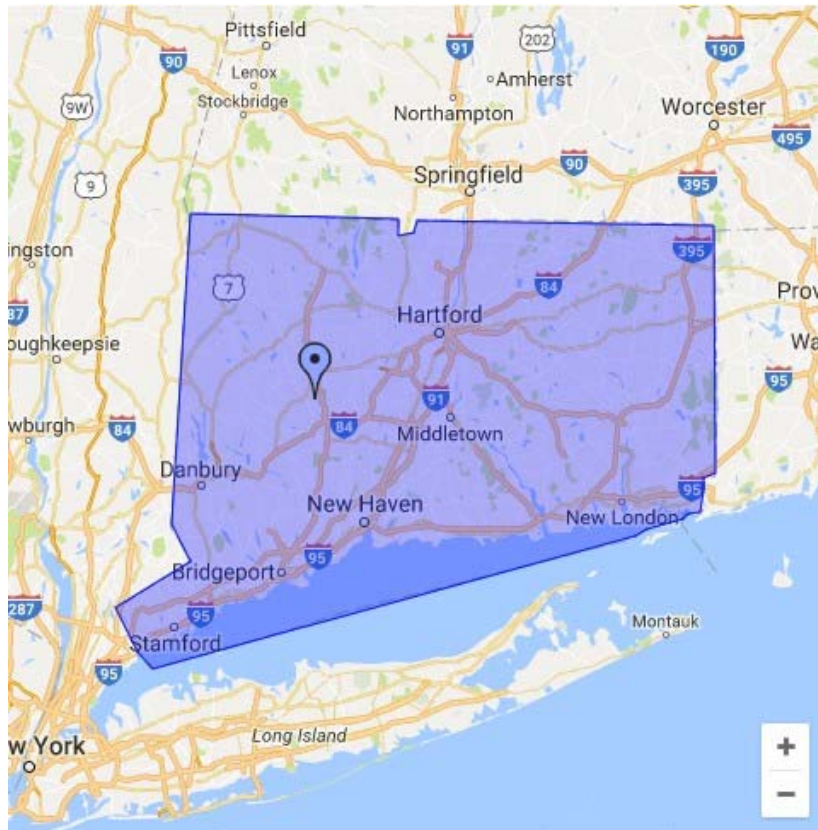 Pittsfield
91
202
190
90
Lenox
Amherst
9W
Stockbridge
Northampton
Worcester
495
9
Springfield
90
395
ington
7
395
84
Prov
87
Hartford
oughkeepsie
Wa
95
91
wburgh
84
84
Middletown
Danbury
95
New Haven
New London
95
Bridgeport
287
95
Stamford
Montauk
95
w York
Long Island
+
−